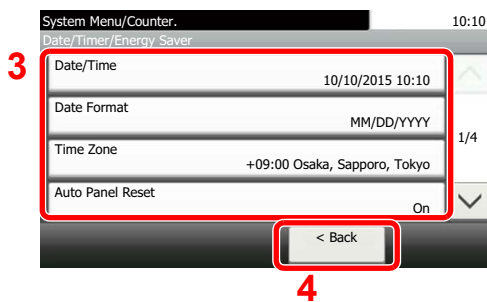 System Menu/Counter.
10:10
Date/Timer/Energy Saver
3
Date/Time
10/10/2015 10:10
Date Format
MM/DD/YYYY
1/4
Time Zone
+09:00 Osaka, Sapporo, Tokyo
Auto Panel Reset
On
< Back
4